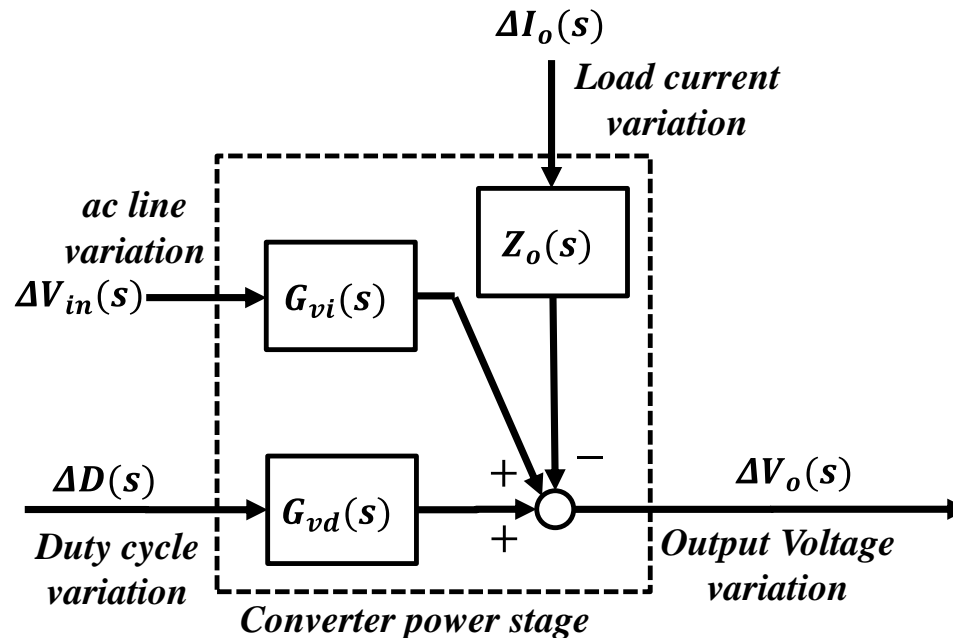 ΔI_o(s)
Load current
variation
ac line
variation
ΔV_in(s)
G_vi(s)
Z_o(s)
+
−
ΔD(s)
G_vd(s)
+
ΔV_o(s)
Duty cycle
variation
Output Voltage
variation
Converter power stage